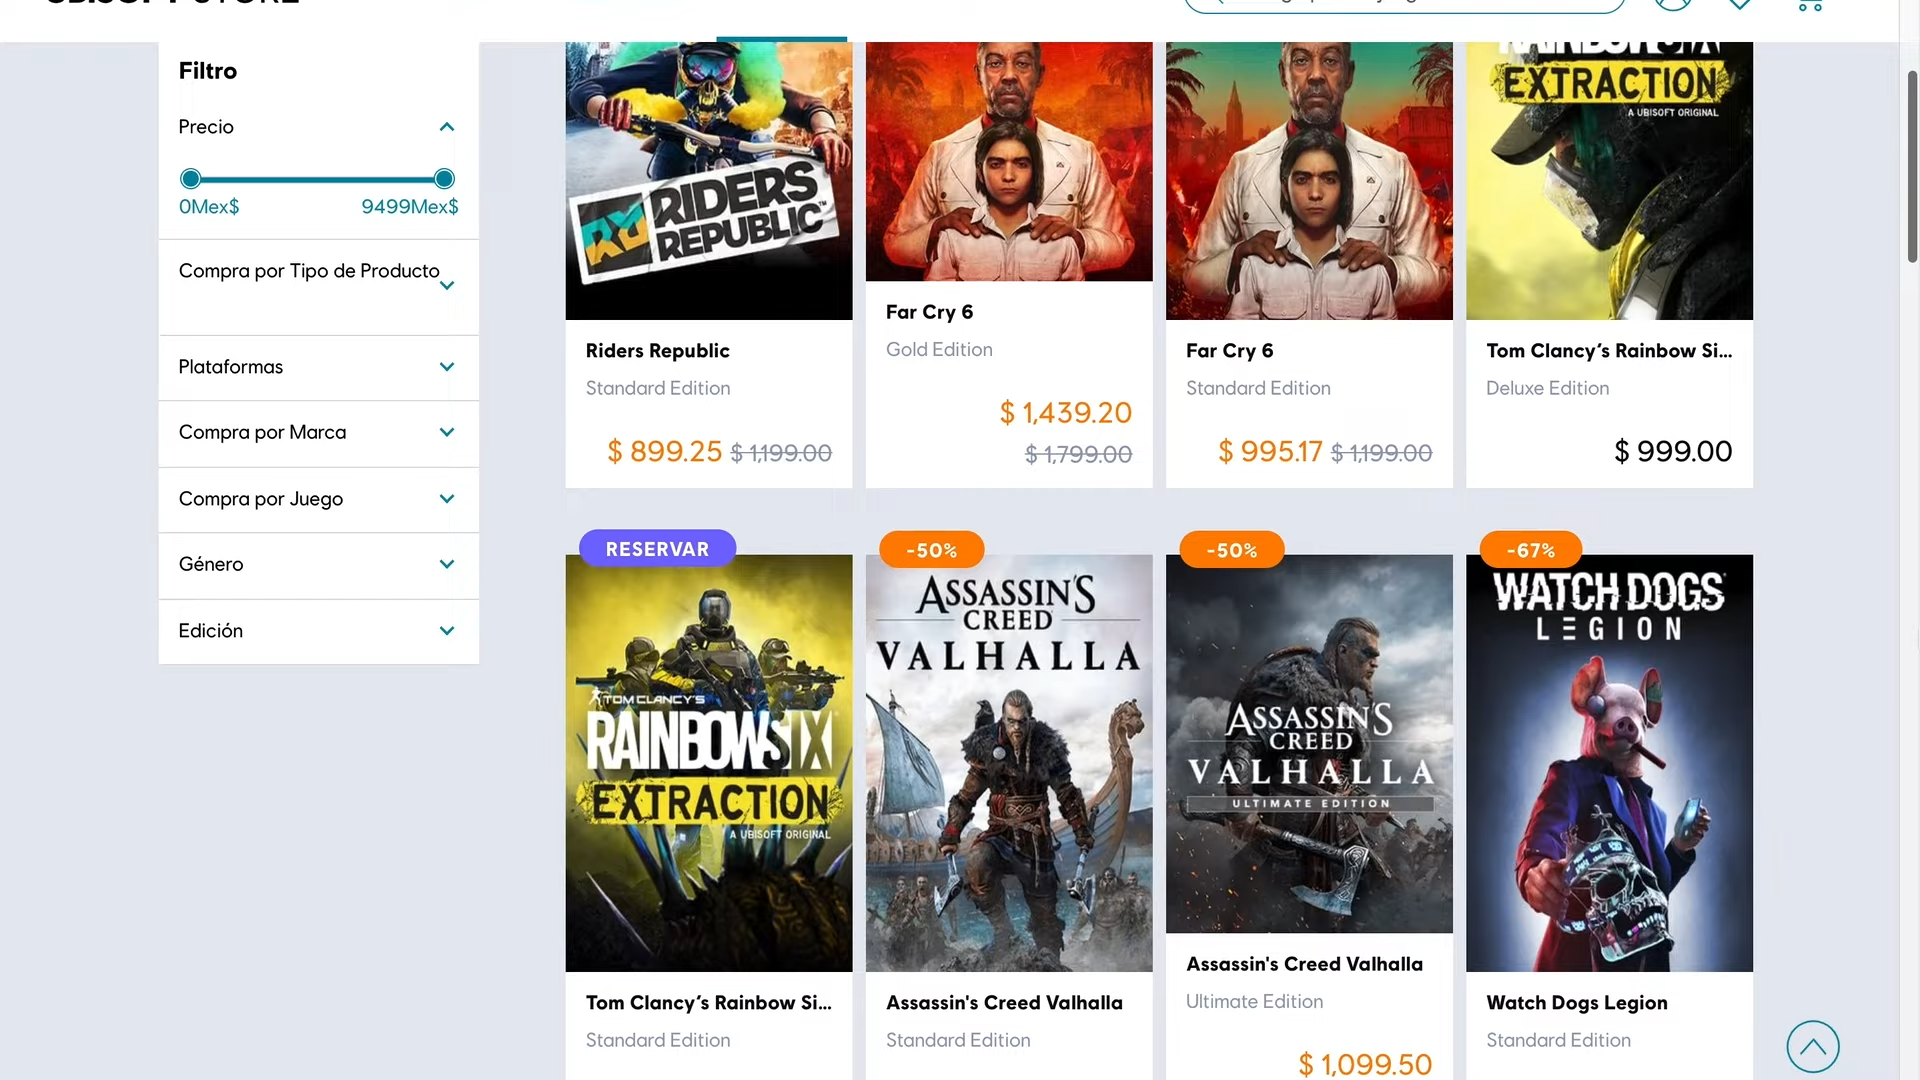 UBISOFT STORE
Filtro
Precio
0Mex$ 9499Mex$
Compra por Tipo de Producto
Plataformas
Compra por Marca
Compra por Juego
Género
Edición
RIDERS
REPUBLIC
Riders Republic
Standard Edition
$ 899.25 $ 1,199.00
Far Cry 6
Gold Edition
$ 1,439.20
$ 1,799.00
Far Cry 6
Standard Edition
$ 995.17 $ 1,199.00
RAINBOW SIX
EXTRACTION
A UBISOFT ORIGINAL
Tom Clancy’s Rainbow Si...
Deluxe Edition
$ 999.00
RESERVAR
TOM CLANCY'S
RAINBOW SIX
EXTRACTION
A UBISOFT ORIGINAL
Tom Clancy’s Rainbow Si...
Standard Edition
-50%
ASSASSIN'S
CREED
VALHALLA
Assassin's Creed Valhalla
Standard Edition
-50%
ASSASSIN'S
CREED
VALHALLA
ULTIMATE EDITION
Assassin's Creed Valhalla
Ultimate Edition
$ 1,099.50
-67%
WATCH DOGS
LEGION
Watch Dogs Legion
Standard Edition